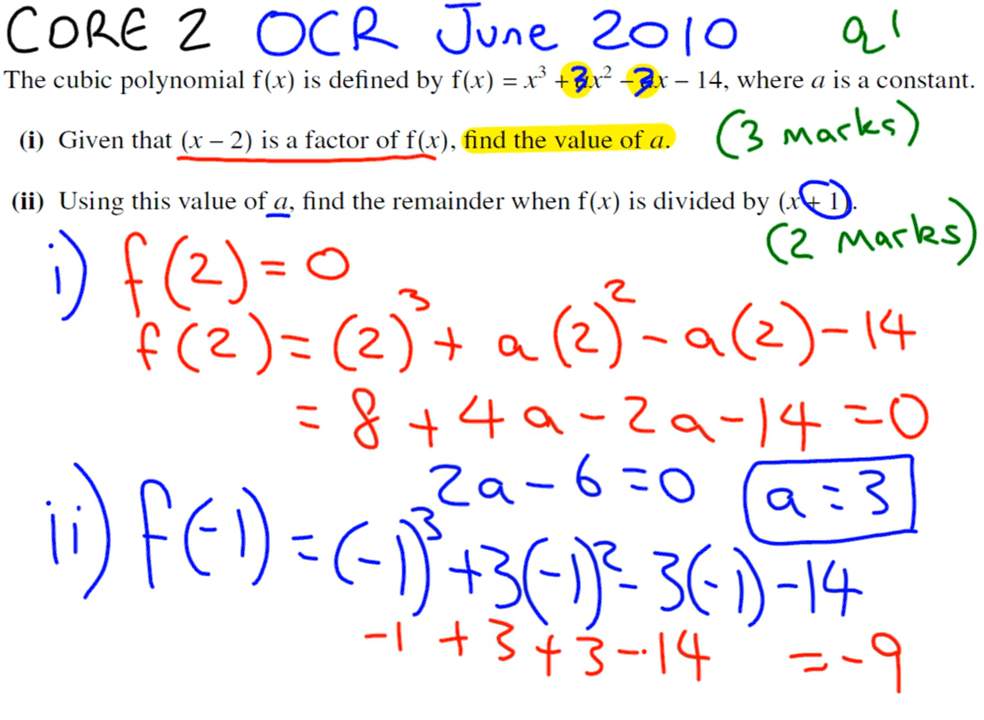 CORE 2 OCR June 2010 q1
The cubic polynomial f(x) is defined by f(x) = x³ + 3x² − 3x − 14, where a is a constant.
(i) Given that (x − 2) is a factor of f(x), find the value of a. (3 marks)
(ii) Using this value of a, find the remainder when f(x) is divided by (x + 1).
(2 marks)
i) f(2) = 0
f(2) = (2)³ + a(2)² − a(2) − 14
= 8 + 4a − 2a − 14 = 0
2a − 6 = 0 a = 3
ii) f(-1) = (-1)³ + 3(-1)² − 3(-1) − 14
-1 + 3 + 3 − 14 = -9